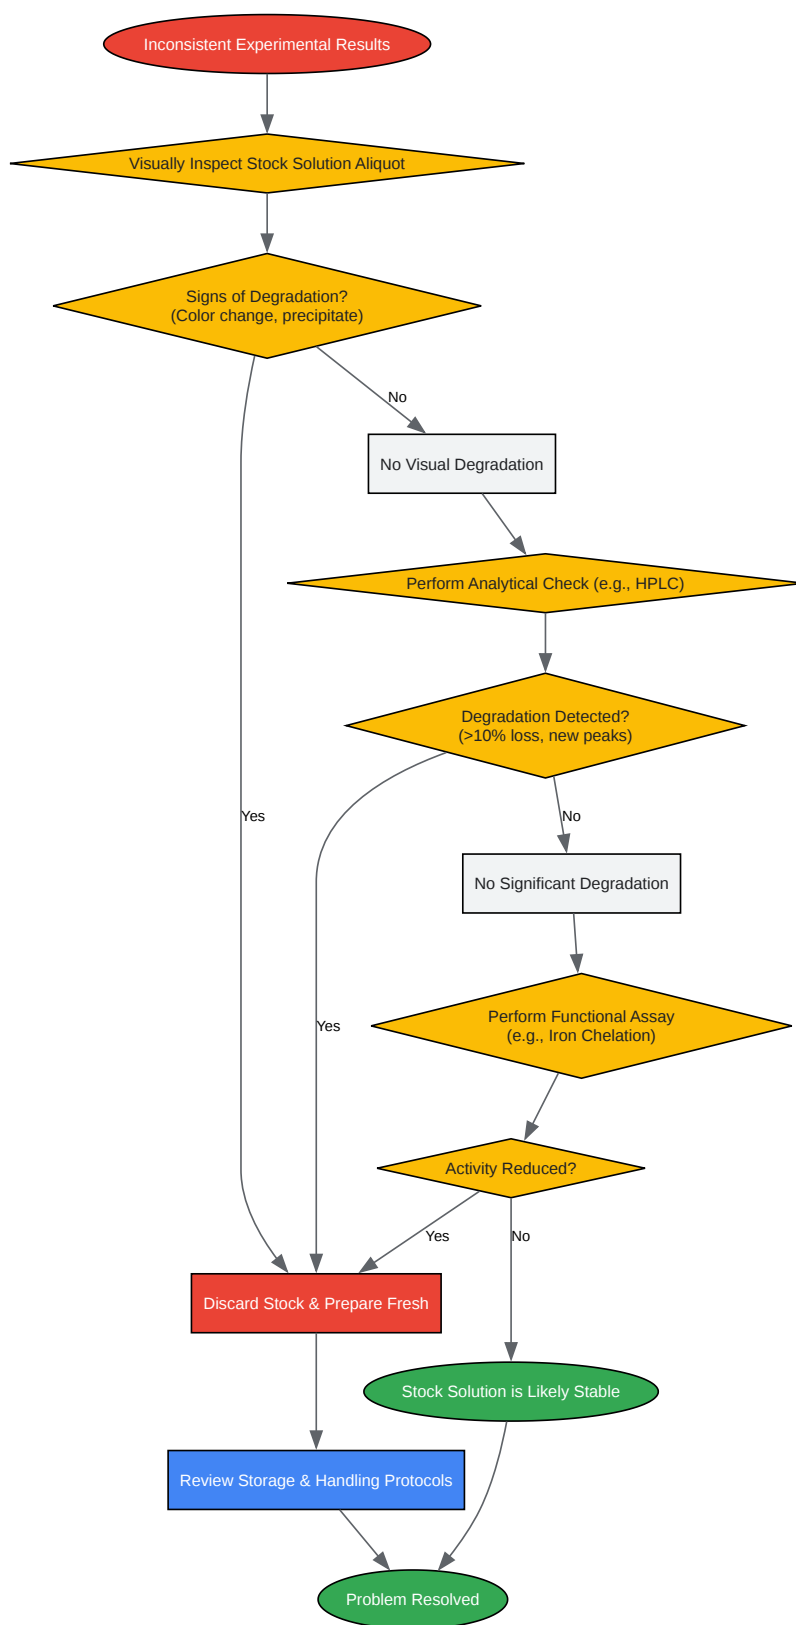 Inconsistent Experimental Results
Visually Inspect Stock Solution Aliquot
Signs of Degradation?
(Color change, precipitate)
No
No Visual Degradation
Perform Analytical Check (e.g., HPLC)
Degradation Detected?
(>10% loss, new peaks)
Yes
No
No Significant Degradation
Perform Functional Assay
(e.g., Iron Chelation)
Yes
Activity Reduced?
Yes
No
Discard Stock & Prepare Fresh
Stock Solution is Likely Stable
Review Storage & Handling Protocols
Problem Resolved